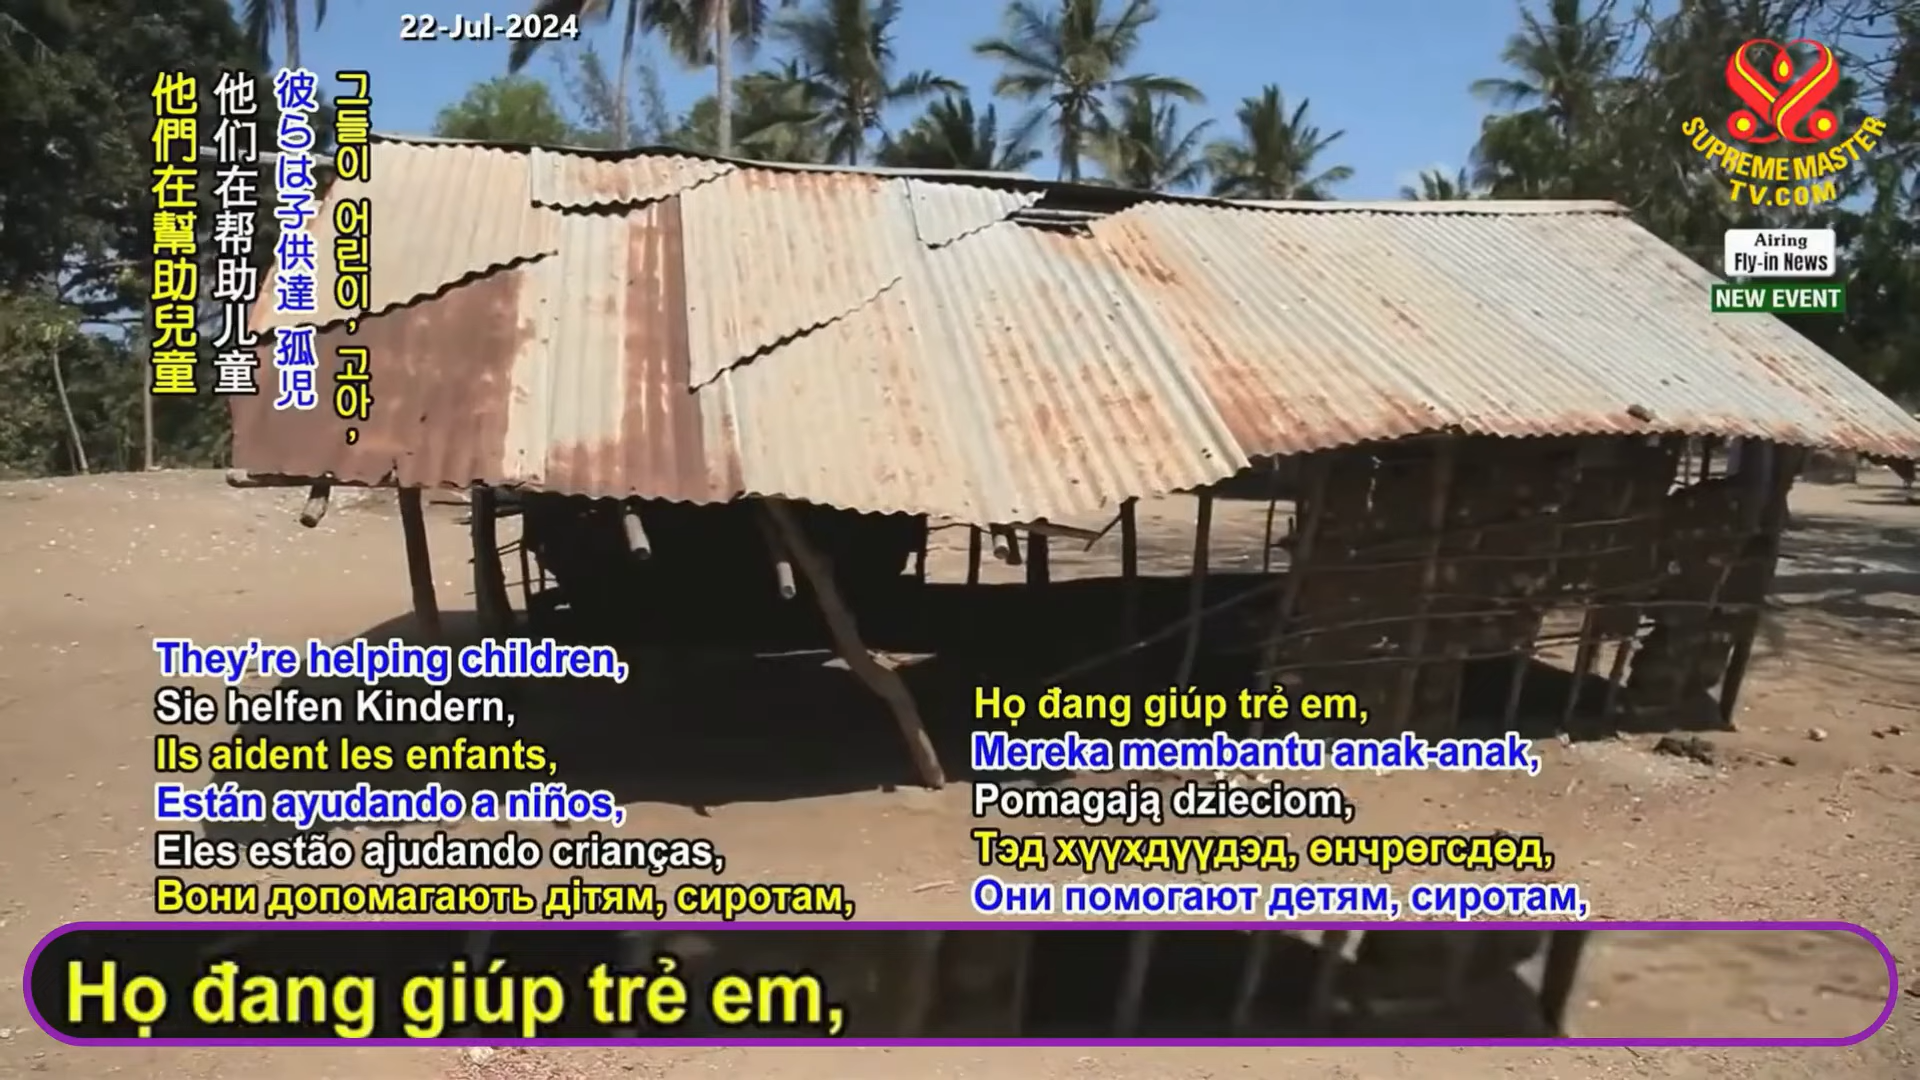 22-Jul-2024
他們在幫助兒童
他们在帮助儿童
彼らは子供達 孤児
그들이 어린이, 고아,
SUPREME MASTER
TV.COM
Airing
Fly-in News
NEW EVENT
They're helping children,
Sie helfen Kindern,
Ils aident les enfants,
Están ayudando a niños,
Eles estão ajudando crianças,
Вони допомагають дітям, сиротам,
Họ đang giúp trẻ em,
Mereka membantu anak-anak,
Pomagają dzieciom,
Тэд хүүхдүүдэд, өнчрөгсдөд,
Они помогают детям, сиротам,
Họ đang giúp trẻ em,